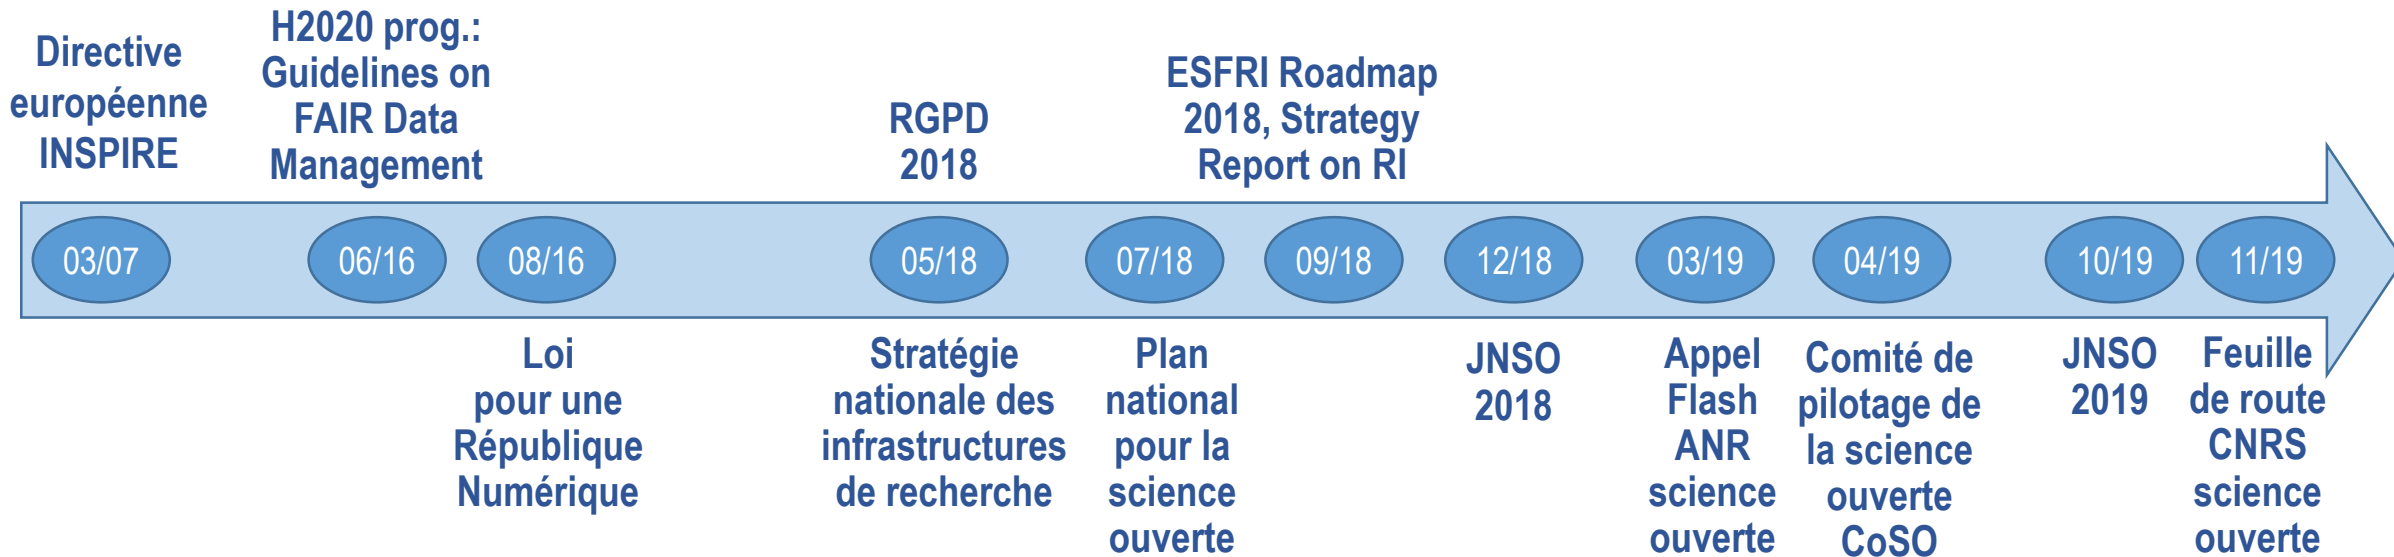 Directive
européenne
INSPIRE
H2020 prog.:
Guidelines on
FAIR Data
Management
RGPD
2018
ESFRI Roadmap
2018, Strategy
Report on RI
03/07
06/16
08/16
05/18
07/18
09/18
12/18
03/19
04/19
10/19
11/19
Loi
pour une
République
Numérique
Stratégie
nationale des
infrastructures
de recherche
Plan
national
pour la
science
ouverte
JNSO
2018
Appel
Flash
ANR
science
ouverte
Comité de
pilotage de
la science
ouverte
CoSO
JNSO
2019
Feuille
de route
CNRS
science
ouverte